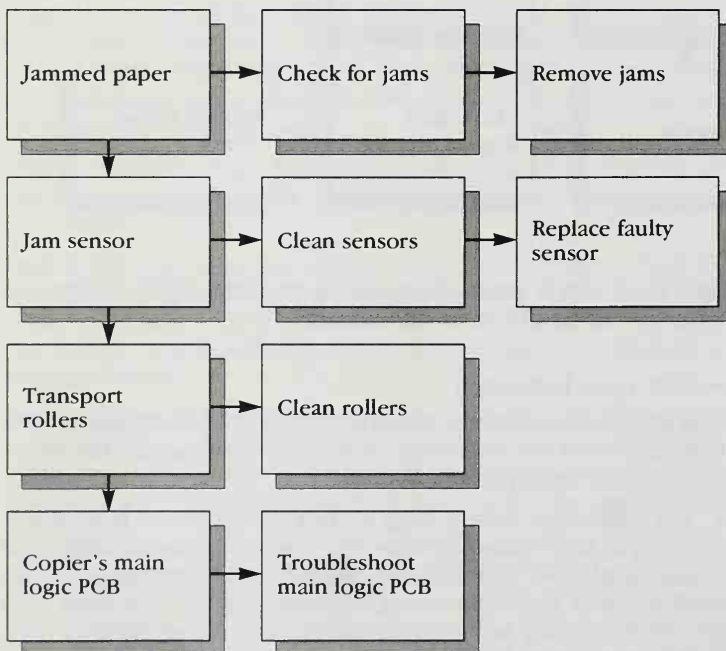 Jammed paper
Check for jams
Remove jams
Jam sensor
Clean sensors
Replace faulty
sensor
Transport
rollers
Clean rollers
Copier's main
logic PCB
Troubleshoot
main logic PCB